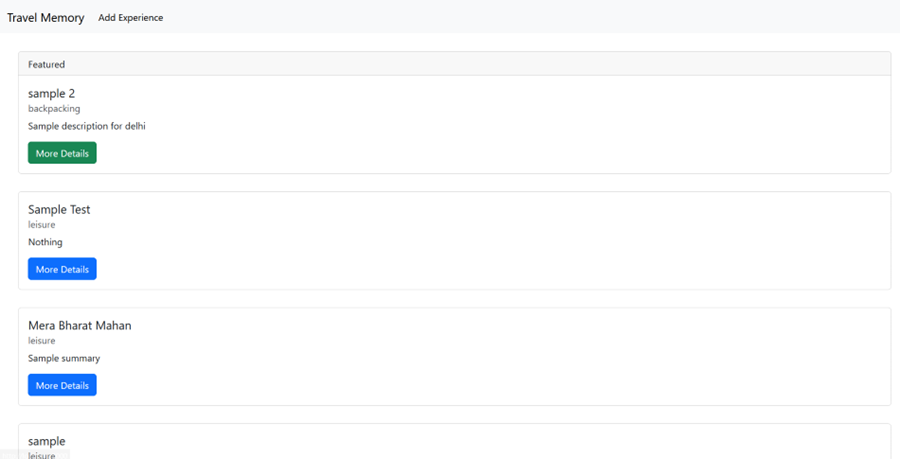 Travel Memory Add Experience
Featured
sample 2
backpacking
Sample description for delhi
More Details
Sample Test
leisure
Nothing
More Details
Mera Bharat Mahan
leisure
Sample summary
More Details
sample
leisure